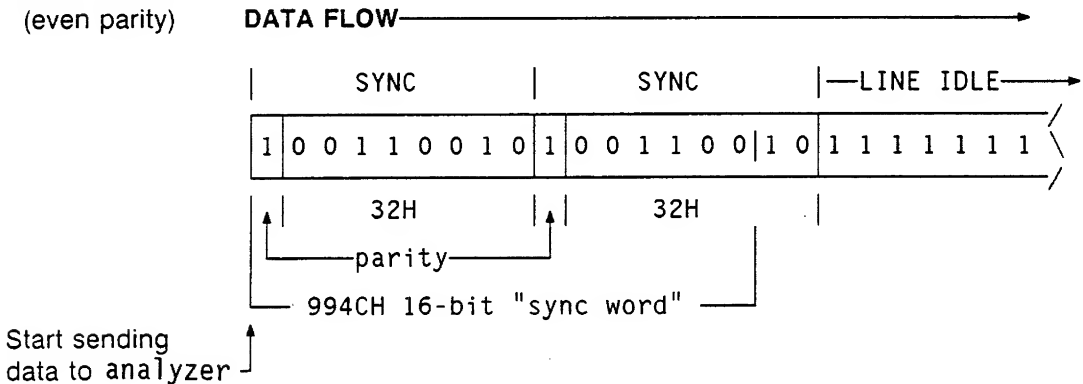 (even parity) DATA FLOW
SYNC SYNC LINE IDLE
1 0 0 1 1 0 0 1 0 1 0 0 1 1 0 0 1 0 1 1 1 1 1 1 1
32H 32H
parity
994CH 16-bit "sync word"
Start sending
data to analyzer